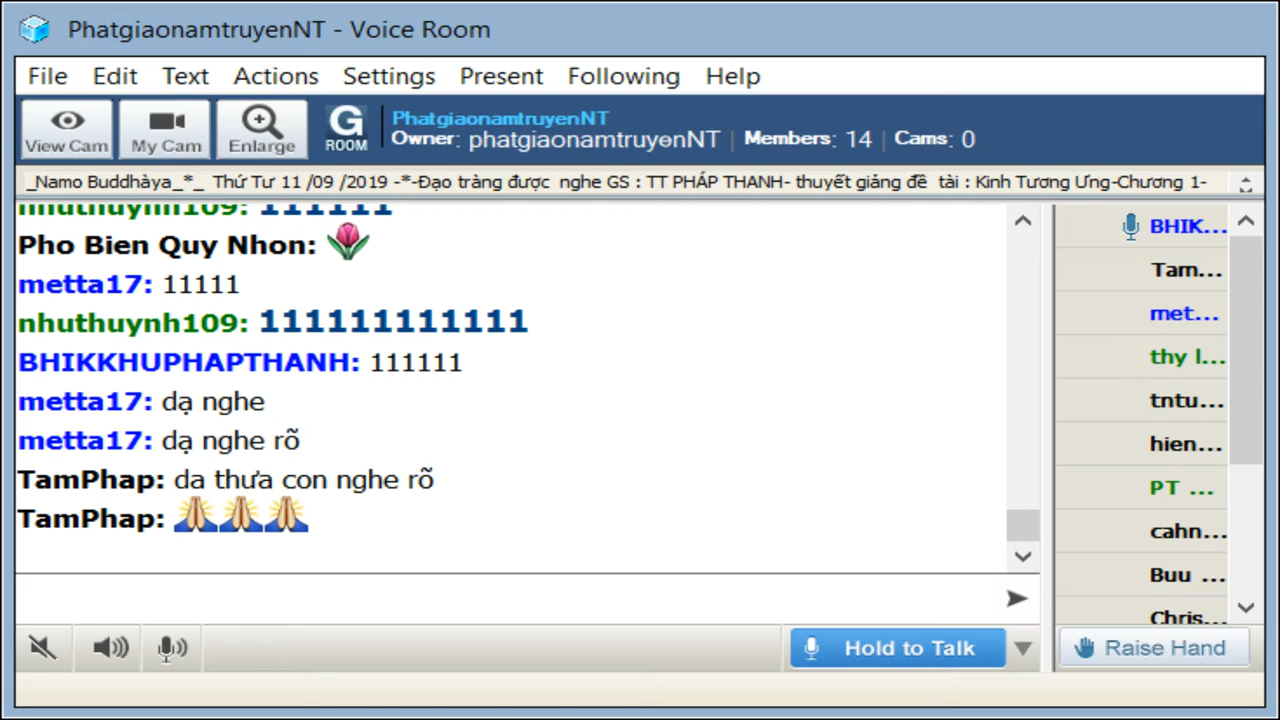 PhatgiaonamtruyenNT - Voice Room
File Edit Text Actions Settings Present Following Help
View Cam My Cam Enlarge G ROOM
PhatgiaonamtruyenNT
Owner: phatgiaonamtruyenNT | Members: 14 | Cams: 0
_Namo Buddhàya_*_ Thứ Tư 11 /09 /2019 -*-Đạo tràng được nghe GS : TT PHÁP THANH- thuyết giảng đề tài : Kinh Tương Ưng-Chương 1-
nhuthuynh109: 111111
Pho Bien Quy Nhon:
metta17: 11111
nhuthuynh109: 111111111111
BHIKKHUPHAPTHANH: 111111
metta17: dạ nghe
metta17: dạ nghe rõ
TamPhap: da thưa con nghe rõ
TamPhap:
BHIK...
Tam...
met...
thy l...
tntu...
hien...
PT ...
cahn...
Buu ...
Chris...
Hold to Talk
Raise Hand